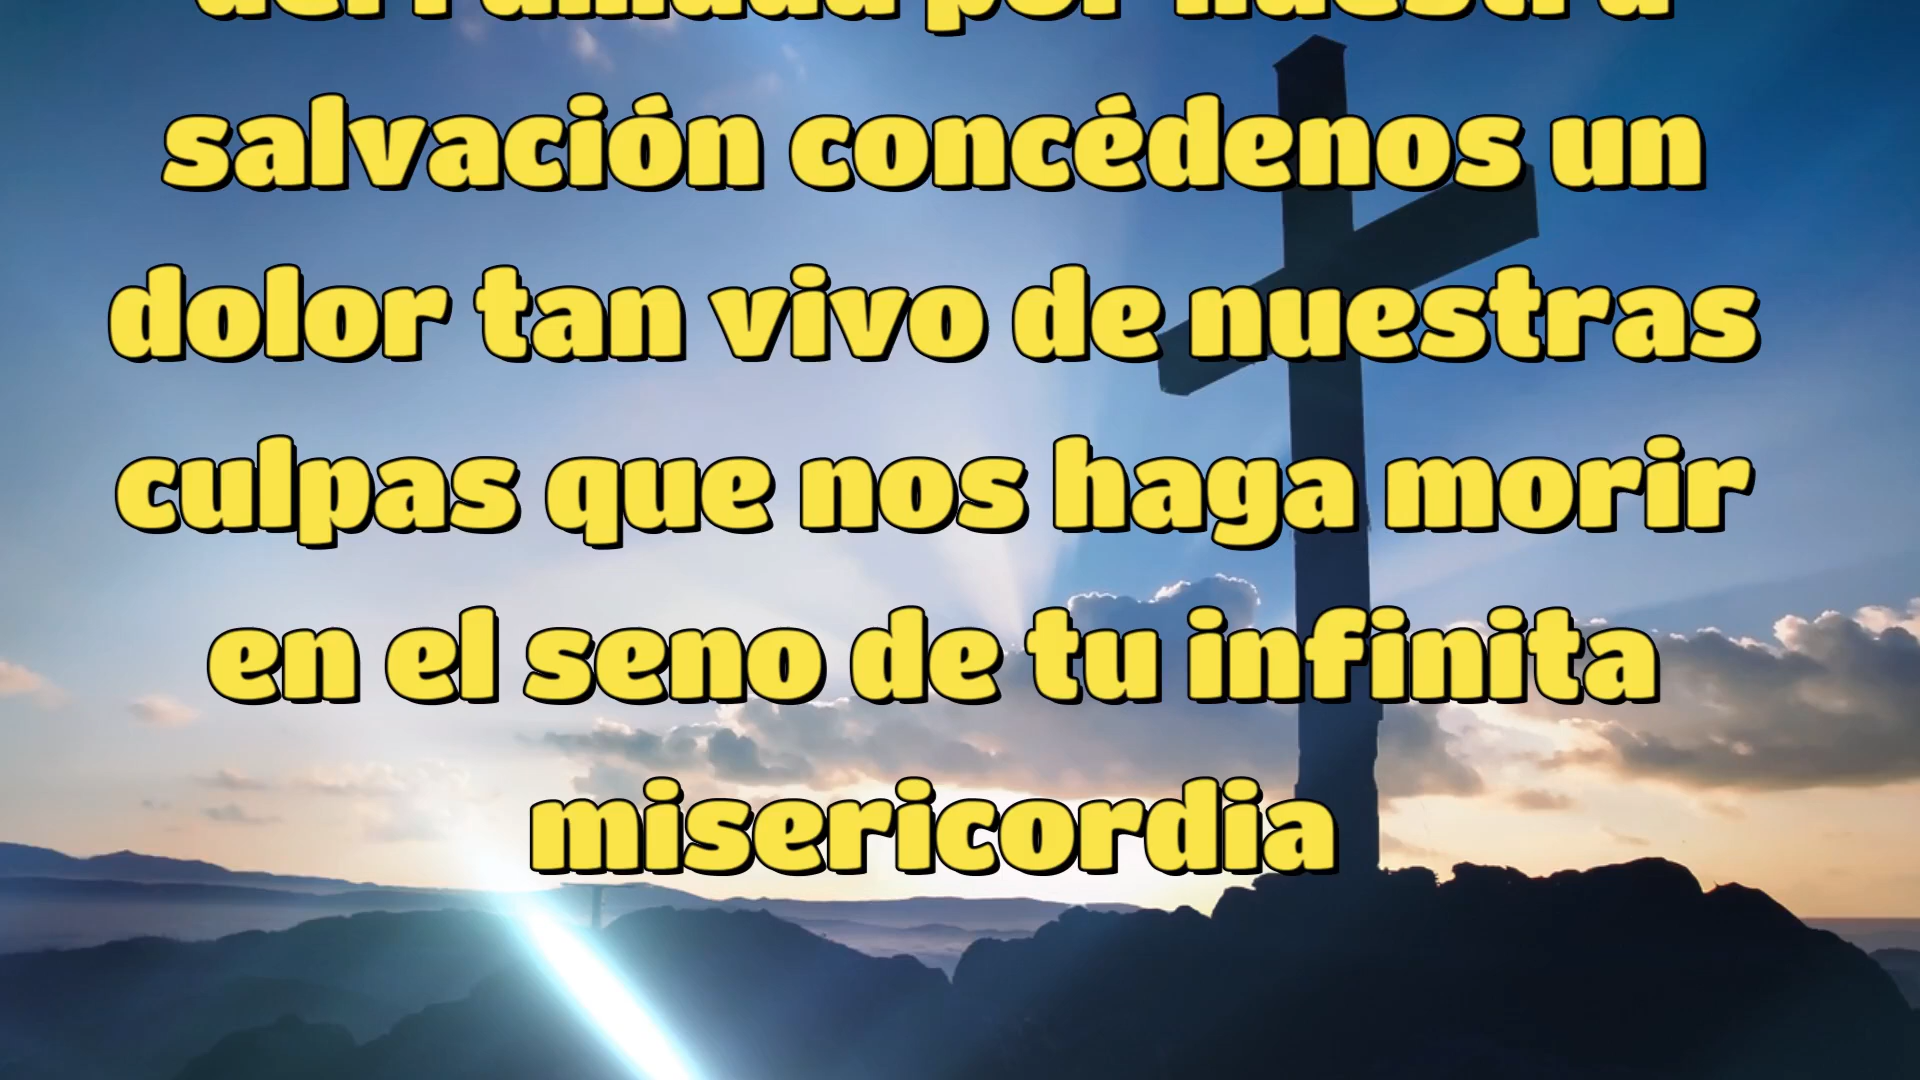 derramada por nuestra
salvación concédenos un
dolor tan vivo de nuestras
culpas que nos haga morir
en el seno de tu infinita
misericordia